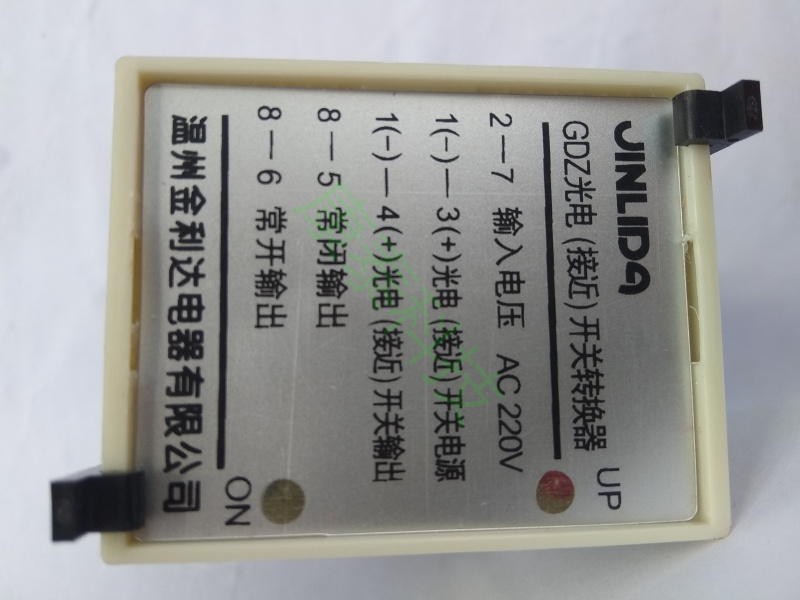 JINLIDA
GDZ光电(接近)开关转换器 UP
2—7 输入电压 AC 220V
1(-)—3(+)光电(接近)开关电源
1(-)—4(+)光电(接近)开关输出
8—5 常闭输出
8—6 常开输出
ON
温州金利达电器有限公司